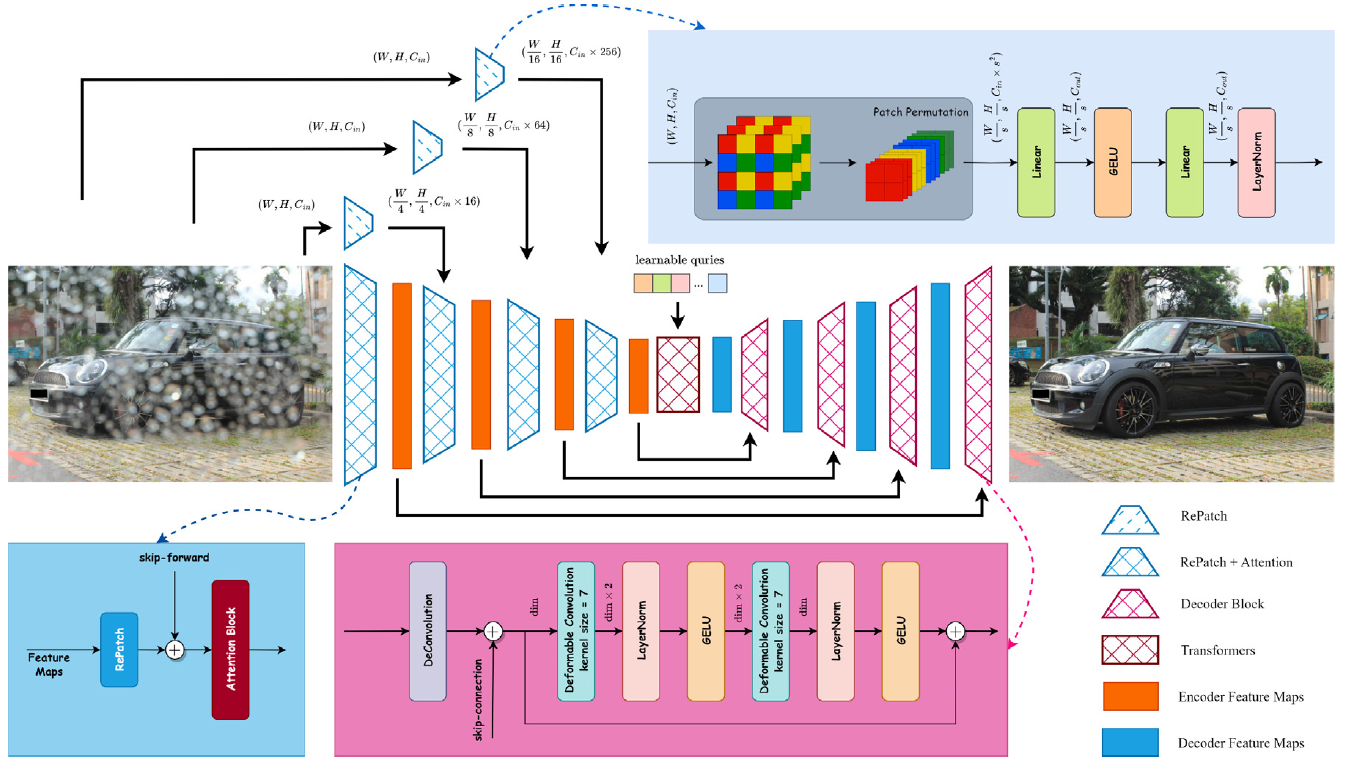 (W, H, C_in)
(W/16, H/16, C_in × 256)
(W, H, C_in)
(W/8, H/8, C_in × 64)
(W, H, C_in)
(W/4, H/4, C_in × 16)
(W, H, C_in)
Patch Permutation
(W/s, H/s, C_in × s²)
Linear
(W/s, H/s, C_out)
GELU
Linear
(W/s, H/s, C_out)
LayerNorm
learnable quries
...
skip-forward
Feature
Maps
RePatch
+
Attention Block
DeConvolution
+
skip-connection
dim
Deformable Convolution
kernel size = 7
dim × 2
LayerNorm
GELU
dim × 2
Deformable Convolution
kernel size = 7
dim
LayerNorm
GELU
+
RePatch
RePatch + Attention
Decoder Block
Transformers
Encoder Feature Maps
Decoder Feature Maps